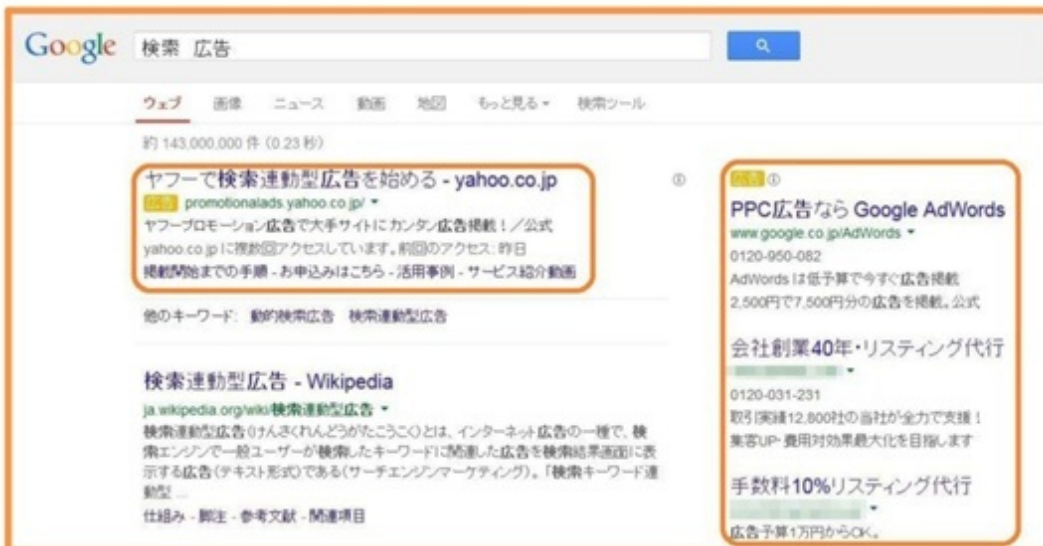 Google
検索 広告
ウェブ 画像 ニュース 動画 地図 もっと見る 検索ツール
約 143,000,000 件 (0.23 秒)
ヤフーで検索連動型広告を始める - yahoo.co.jp
広告 promotionalads.yahoo.co.jp/
ヤフープロモーション広告で大手サイトにカンタン広告掲載!/公式
yahoo.co.jp に複数回アクセスしています。前回のアクセス: 昨日
掲載開始までの手順 - お申込みはこちら - 活用事例 - サービス紹介動画
他のキーワード: 動的検索広告 検索連動型広告
検索連動型広告 - Wikipedia
ja.wikipedia.org/wiki/検索連動型広告
検索連動型広告(けんさくれんどうがたこうこく)とは、インターネット広告の一種で、検
索エンジンで一般ユーザーが検索したキーワードに関連した広告を検索結果画面に表
示する広告(テキスト形式)である(サーチエンジンマーケティング)。「検索キーワード連
動型 ...
仕組み - 脚注 - 参考文献 - 関連項目
広告
PPC広告なら Google AdWords
www.google.co.jp/AdWords
0120-950-082
AdWords は低予算で今すぐ広告掲載
2,500円で7,500円分の広告を掲載。公式
会社創業40年・リスティング代行
0120-031-231
取引実績12,800社の当社が全力で支援!
集客UP・費用対効果最大化を目指します
手数料10%リスティング代行
広告予算1万円からOK。